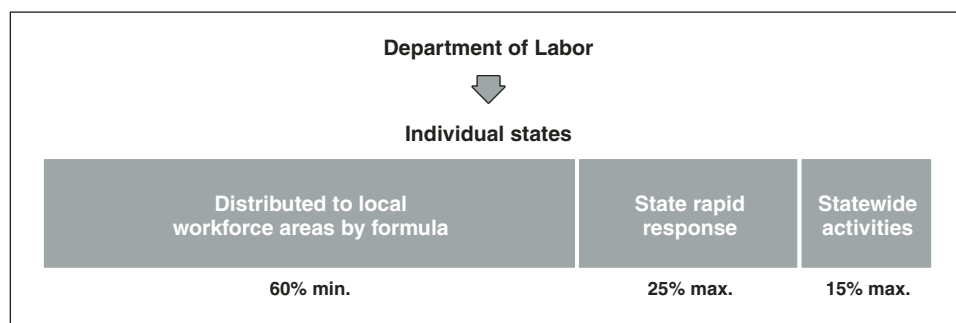 Department of Labor
Individual states
Distributed to local
workforce areas by formula
State rapid
response
Statewide
activities
60% min.
25% max.
15% max.